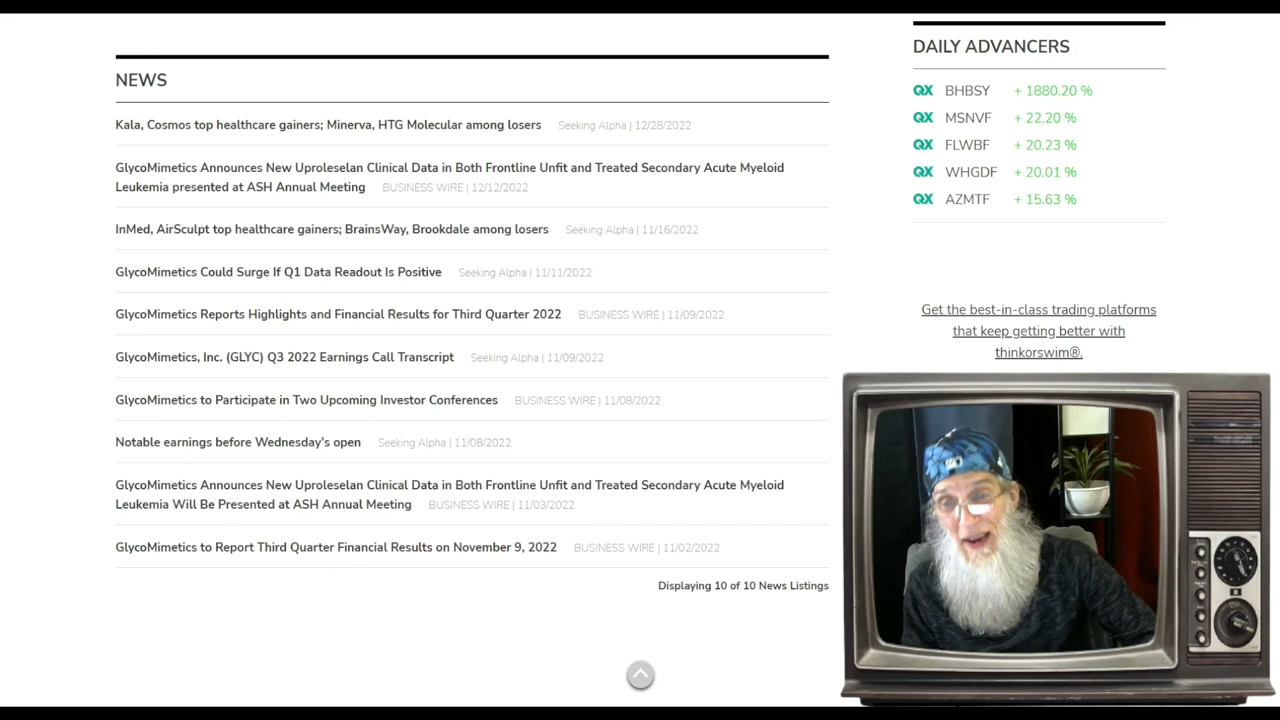 NEWS
Kala, Cosmos top healthcare gainers; Minerva, HTG Molecular among losers Seeking Alpha | 12/28/2022
GlycoMimetics Announces New Uproleselan Clinical Data in Both Frontline Unfit and Treated Secondary Acute Myeloid
Leukemia presented at ASH Annual Meeting BUSINESS WIRE | 12/12/2022
InMed, AirSculpt top healthcare gainers; BrainsWay, Brookdale among losers Seeking Alpha | 11/16/2022
GlycoMimetics Could Surge If Q1 Data Readout Is Positive Seeking Alpha | 11/11/2022
GlycoMimetics Reports Highlights and Financial Results for Third Quarter 2022 BUSINESS WIRE | 11/09/2022
GlycoMimetics, Inc. (GLYC) Q3 2022 Earnings Call Transcript Seeking Alpha | 11/09/2022
GlycoMimetics to Participate in Two Upcoming Investor Conferences BUSINESS WIRE | 11/08/2022
Notable earnings before Wednesday's open Seeking Alpha | 11/08/2022
GlycoMimetics Announces New Uproleselan Clinical Data in Both Frontline Unfit and Treated Secondary Acute Myeloid
Leukemia Will Be Presented at ASH Annual Meeting BUSINESS WIRE | 11/03/2022
GlycoMimetics to Report Third Quarter Financial Results on November 9, 2022 BUSINESS WIRE | 11/02/2022
Displaying 10 of 10 News Listings
DAILY ADVANCERS
QX BHBSY + 1880.20 %
QX MSNVF + 22.20 %
QX FLWBF + 20.23 %
QX WHGDF + 20.01 %
QX AZMTF + 15.63 %
Get the best-in-class trading platforms
that keep getting better with
thinkorswim®.